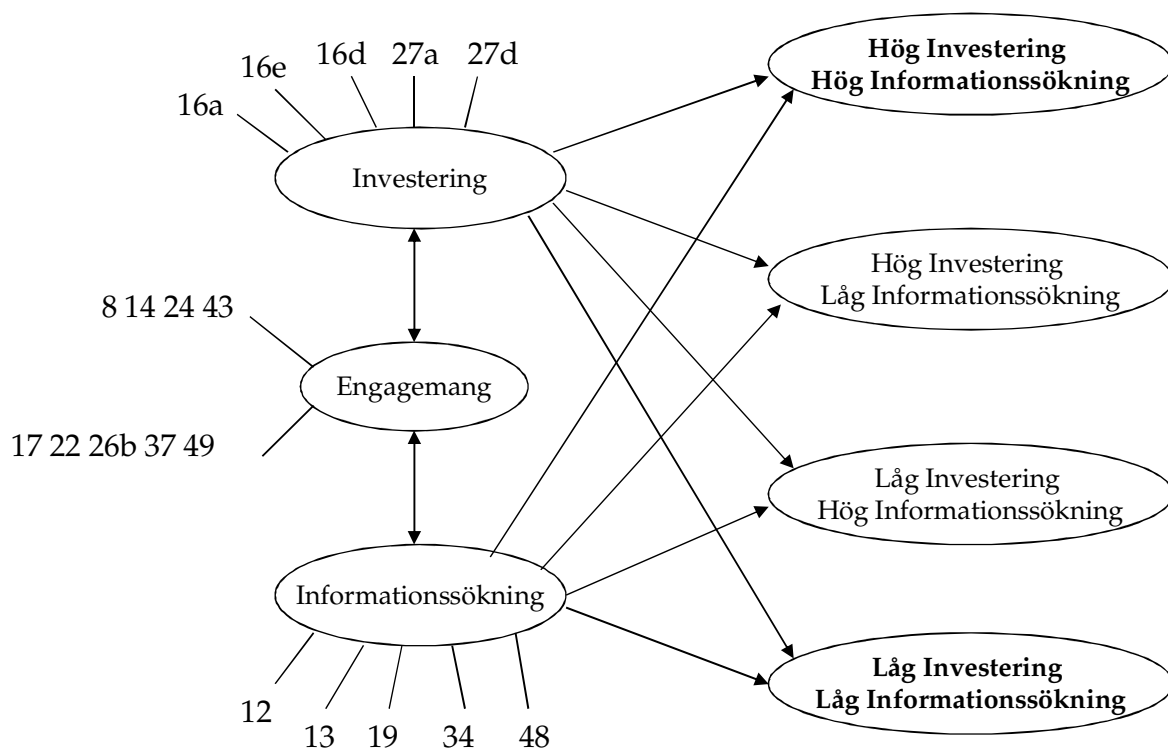 16a
16e
16d
27a
27d
Investering
8 14 24 43
Engagemang
17 22 26b 37 49
Informationssökning
12
13
19
34
48
Hög Investering
Hög Informationssökning
Hög Investering
Låg Informationssökning
Låg Investering
Hög Informationssökning
Låg Investering
Låg Informationssökning